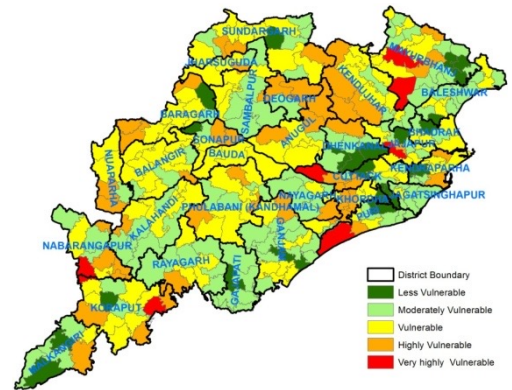 SUNDARGARH
JHARSUGUDA
MAYURBHANJ
KENDUJHAR
BALESHWAR
DEOGARH
SAMBALPUR
BARAGARH
ANUGUL
BHADRAK
SONAPUR
DHENKANAL
JAJAPUR
BAUDA
BALANGIR
NUAPARHA
KENDRAPARHA
CUTTACK
JAGATSINGHAPUR
NAYAGARH
KHORDHA
PURI
PHULABANI (KANDHAMAL)
KALAHANDI
GANJAM
NABARANGAPUR
RAYAGARH
GAJAPATI
KORAPUT
MALKANGIRI
District Boundary
Less Vulnerable
Moderately Vulnerable
Vulnerable
Highly Vulnerable
Very highly Vulnerable